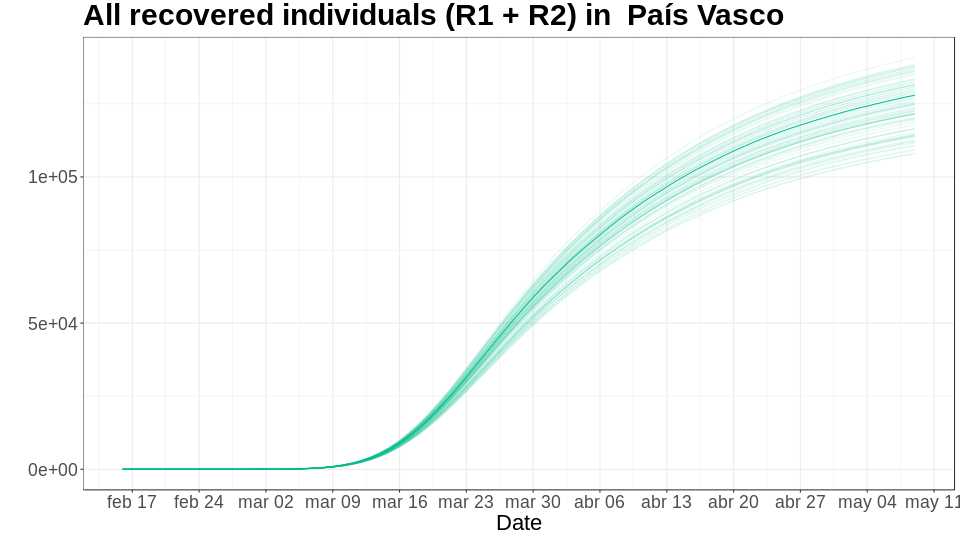 All recovered individuals (R1 + R2) in  País Vasco
1e+05
5e+04
0e+00
feb 17 feb 24 mar 02 mar 09 mar 16 mar 23 mar 30 abr 06 abr 13 abr 20 abr 27 may 04 may 11
Date